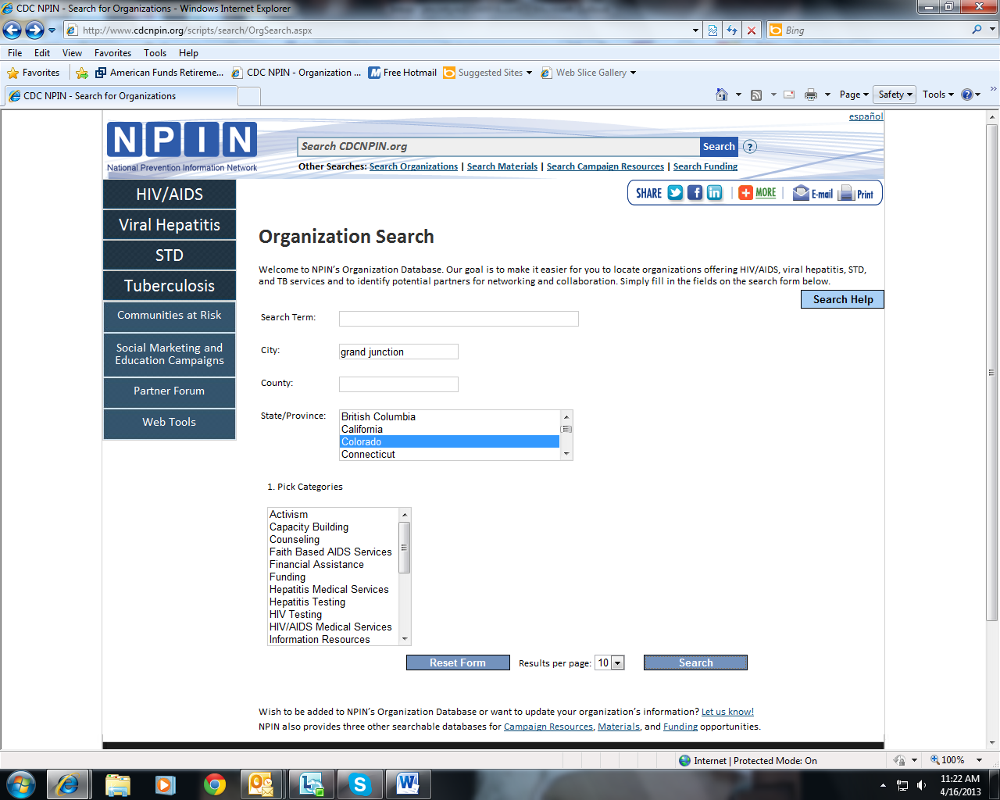 CDC NPIN - Search for Organizations - Windows Internet Explorer
http://www.cdcnpin.org/scripts/search/OrgSearch.aspx
Bing
File Edit View Favorites Tools Help
Favorites American Funds Retireme... CDC NPIN - Organization ... Free Hotmail Suggested Sites Web Slice Gallery
CDC NPIN - Search for Organizations
Page Safety Tools
español
NPIN
National Prevention Information Network
Search CDCNPIN.org Search ?
Other Searches: Search Organizations | Search Materials | Search Campaign Resources | Search Funding
SHARE MORE E-mail Print
HIV/AIDS
Viral Hepatitis
STD
Tuberculosis
Communities at Risk
Social Marketing and
Education Campaigns
Partner Forum
Web Tools
Organization Search
Welcome to NPIN's Organization Database. Our goal is to make it easier for you to locate organizations offering HIV/AIDS, viral hepatitis, STD,
and TB services and to identify potential partners for networking and collaboration. Simply fill in the fields on the search form below.
Search Help
Search Term:
City: grand junction
County:
State/Province:
British Columbia
California
Colorado
Connecticut
1. Pick Categories
Activism
Capacity Building
Counseling
Faith Based AIDS Services
Financial Assistance
Funding
Hepatitis Medical Services
Hepatitis Testing
HIV Testing
HIV/AIDS Medical Services
Information Resources
Reset Form Results per page: 10 Search
Wish to be added to NPIN's Organization Database or want to update your organization's information? Let us know!
NPIN also provides three other searchable databases for Campaign Resources, Materials, and Funding opportunities.
Internet | Protected Mode: On 100%
11:22 AM
4/16/2013